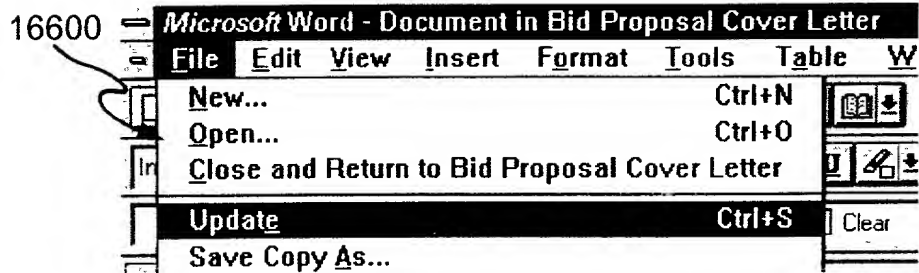 16600
Microsoft Word - Document in Bid Proposal Cover Letter
File Edit View Insert Format Tools Table W
New... Ctrl+N
Open... Ctrl+O
Close and Return to Bid Proposal Cover Letter
Update Ctrl+S
Clear
Save Copy As...